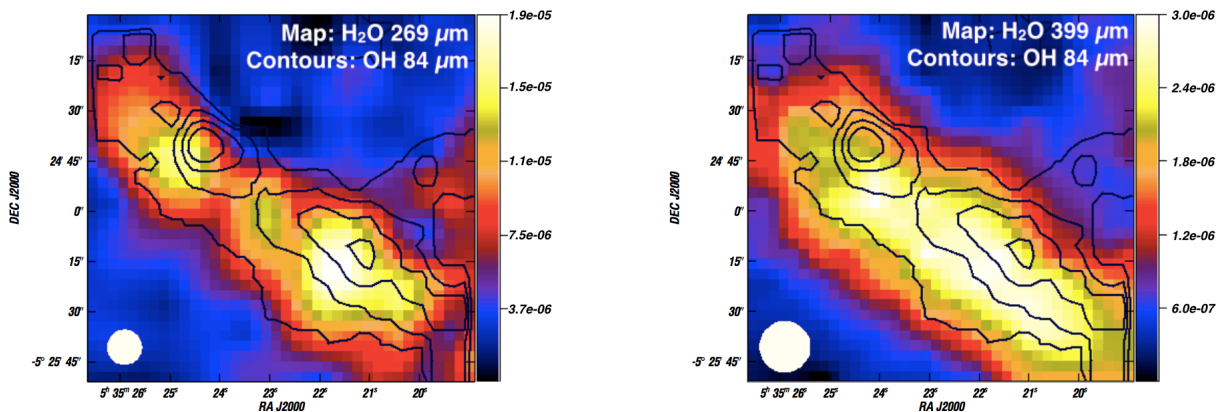 Map: H₂O 269 µm
Contours: OH 84 µm
1.9e-05
1.5e-05
1.1e-05
7.5e-06
3.7e-06
15'
30'
24 45'
0'
15'
30'
-5° 25' 45'
DEC J2000
5ʰ 35ᵐ 26ˢ 25ˢ 24ˢ 23ˢ 22ˢ 21ˢ 20ˢ
RA J2000
Map: H₂O 399 µm
Contours: OH 84 µm
3.0e-06
2.4e-06
1.8e-06
1.2e-06
6.0e-07
15'
30'
24 45'
0'
15'
30'
-5° 25' 45'
DEC J2000
5ʰ 35ᵐ 26ˢ 25ˢ 24ˢ 23ˢ 22ˢ 21ˢ 20ˢ
RA J2000